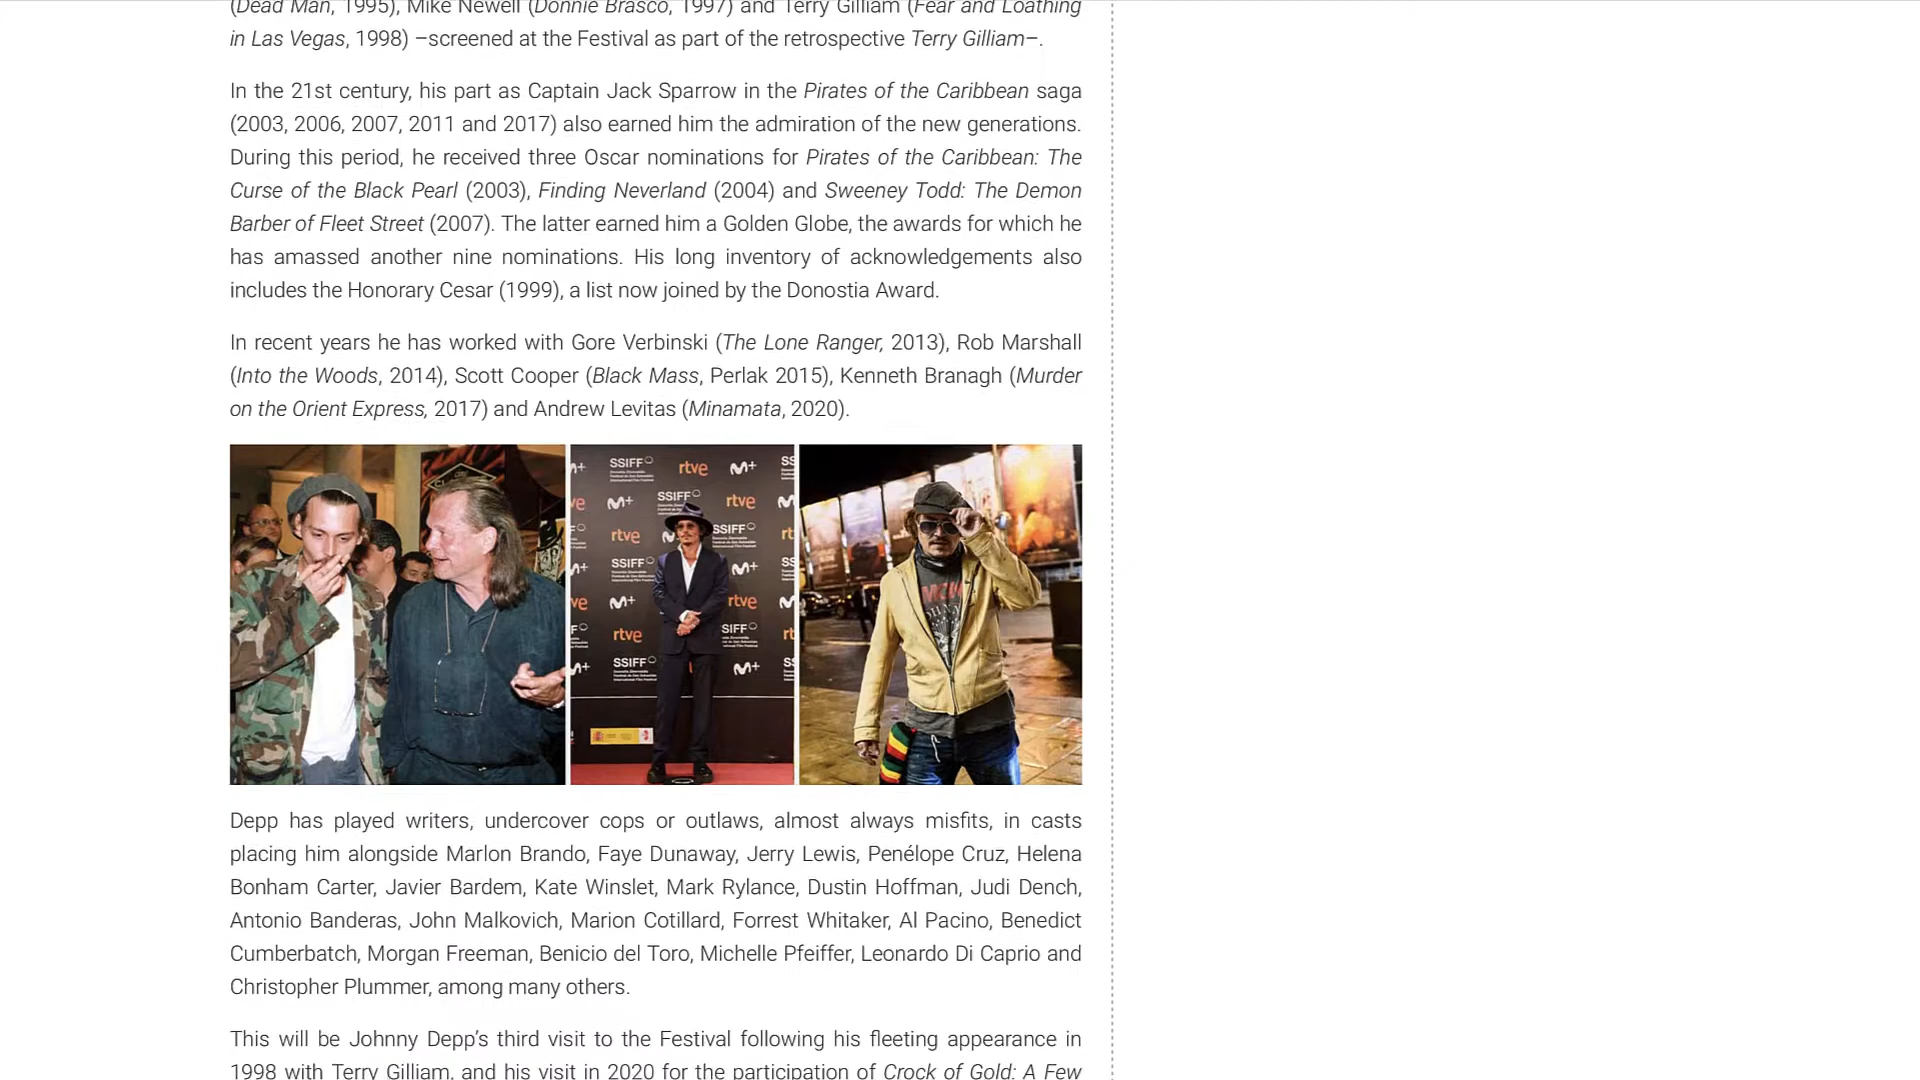 (Dead Man, 1995), Mike Newell (Donnie Brasco, 1997) and Terry Gilliam (Fear and Loathing
in Las Vegas, 1998) –screened at the Festival as part of the retrospective Terry Gilliam–.
In the 21st century, his part as Captain Jack Sparrow in the Pirates of the Caribbean saga
(2003, 2006, 2007, 2011 and 2017) also earned him the admiration of the new generations.
During this period, he received three Oscar nominations for Pirates of the Caribbean: The
Curse of the Black Pearl (2003), Finding Neverland (2004) and Sweeney Todd: The Demon
Barber of Fleet Street (2007). The latter earned him a Golden Globe, the awards for which he
has amassed another nine nominations. His long inventory of acknowledgements also
includes the Honorary Cesar (1999), a list now joined by the Donostia Award.
In recent years he has worked with Gore Verbinski (The Lone Ranger, 2013), Rob Marshall
(Into the Woods, 2014), Scott Cooper (Black Mass, Perlak 2015), Kenneth Branagh (Murder
on the Orient Express, 2017) and Andrew Levitas (Minamata, 2020).
SSIFF rtve M+
M+ SSIFF rtve
rtve SSIFF
SSIFF M+
M+ rtve
rtve SSIFF
SSIFF M+
Depp has played writers, undercover cops or outlaws, almost always misfits, in casts
placing him alongside Marlon Brando, Faye Dunaway, Jerry Lewis, Penélope Cruz, Helena
Bonham Carter, Javier Bardem, Kate Winslet, Mark Rylance, Dustin Hoffman, Judi Dench,
Antonio Banderas, John Malkovich, Marion Cotillard, Forrest Whitaker, Al Pacino, Benedict
Cumberbatch, Morgan Freeman, Benicio del Toro, Michelle Pfeiffer, Leonardo Di Caprio and
Christopher Plummer, among many others.
This will be Johnny Depp’s third visit to the Festival following his fleeting appearance in
1998 with Terry Gilliam, and his visit in 2020 for the participation of Crock of Gold: A Few